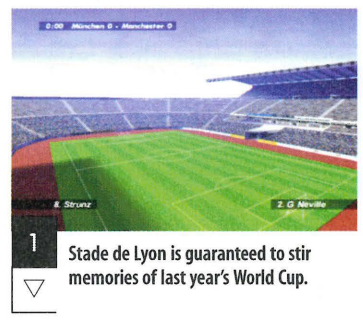 0:00 München 0 - Manchester 0
8. Strunz
2. G Neville
1
Stade de Lyon is guaranteed to stir
memories of last year's World Cup.